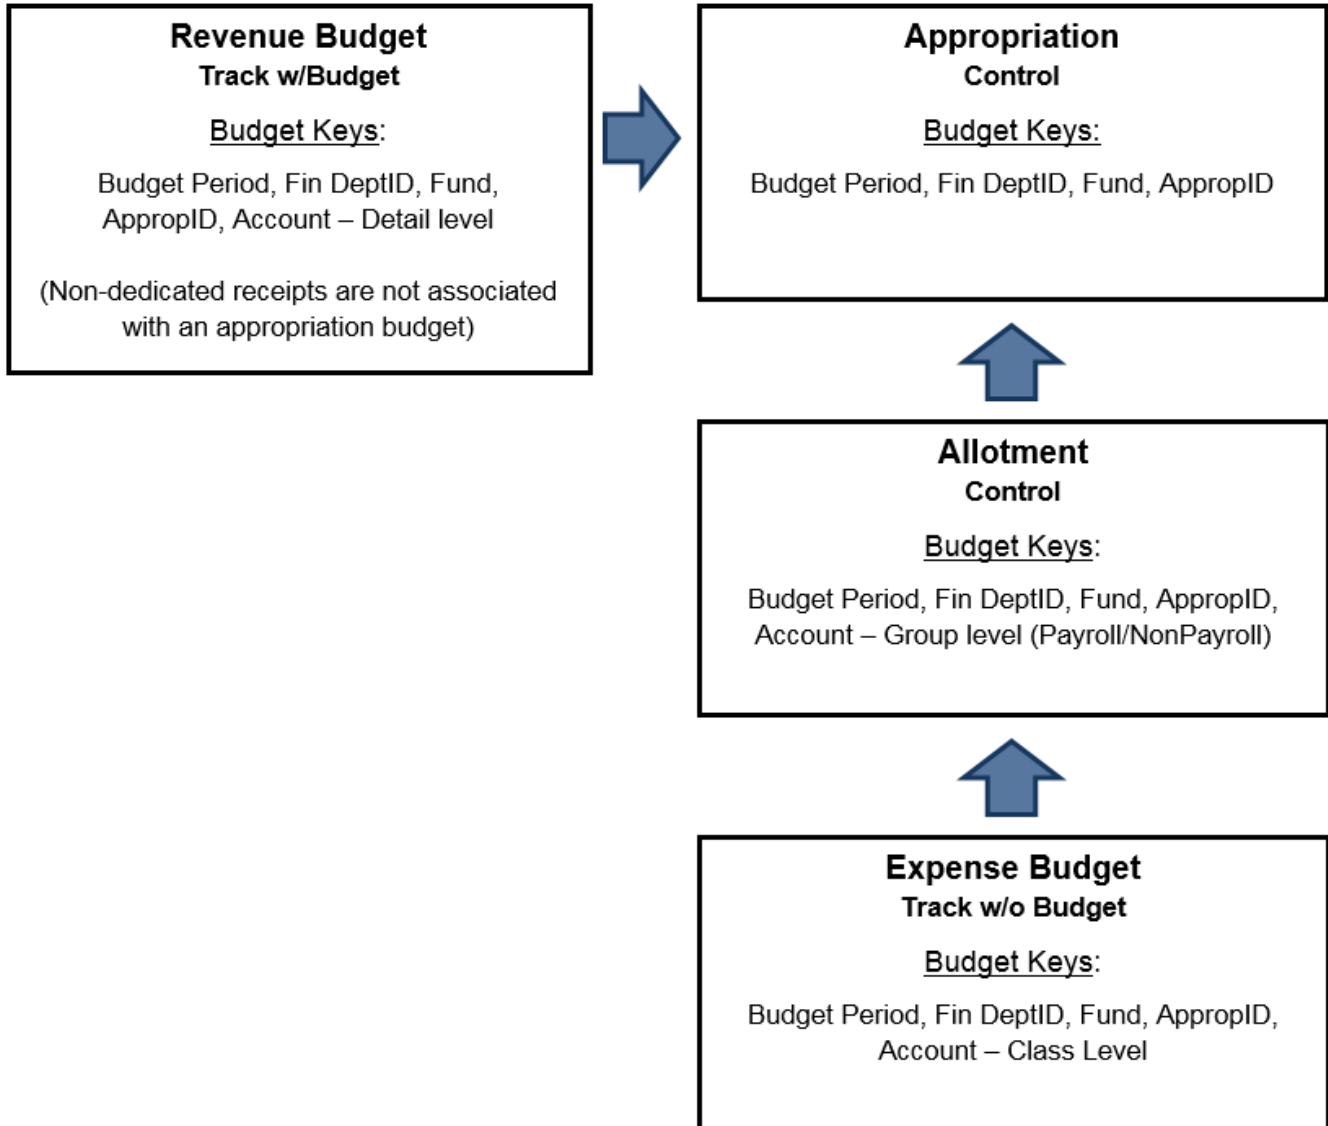 Revenue Budget
Track w/Budget
Budget Keys:
Budget Period, Fin DeptID, Fund,
AppropID, Account – Detail level
(Non-dedicated receipts are not associated
with an appropriation budget)
Appropriation
Control
Budget Keys:
Budget Period, Fin DeptID, Fund, AppropID
Allotment
Control
Budget Keys:
Budget Period, Fin DeptID, Fund, AppropID,
Account – Group level (Payroll/NonPayroll)
Expense Budget
Track w/o Budget
Budget Keys:
Budget Period, Fin DeptID, Fund, AppropID,
Account – Class Level